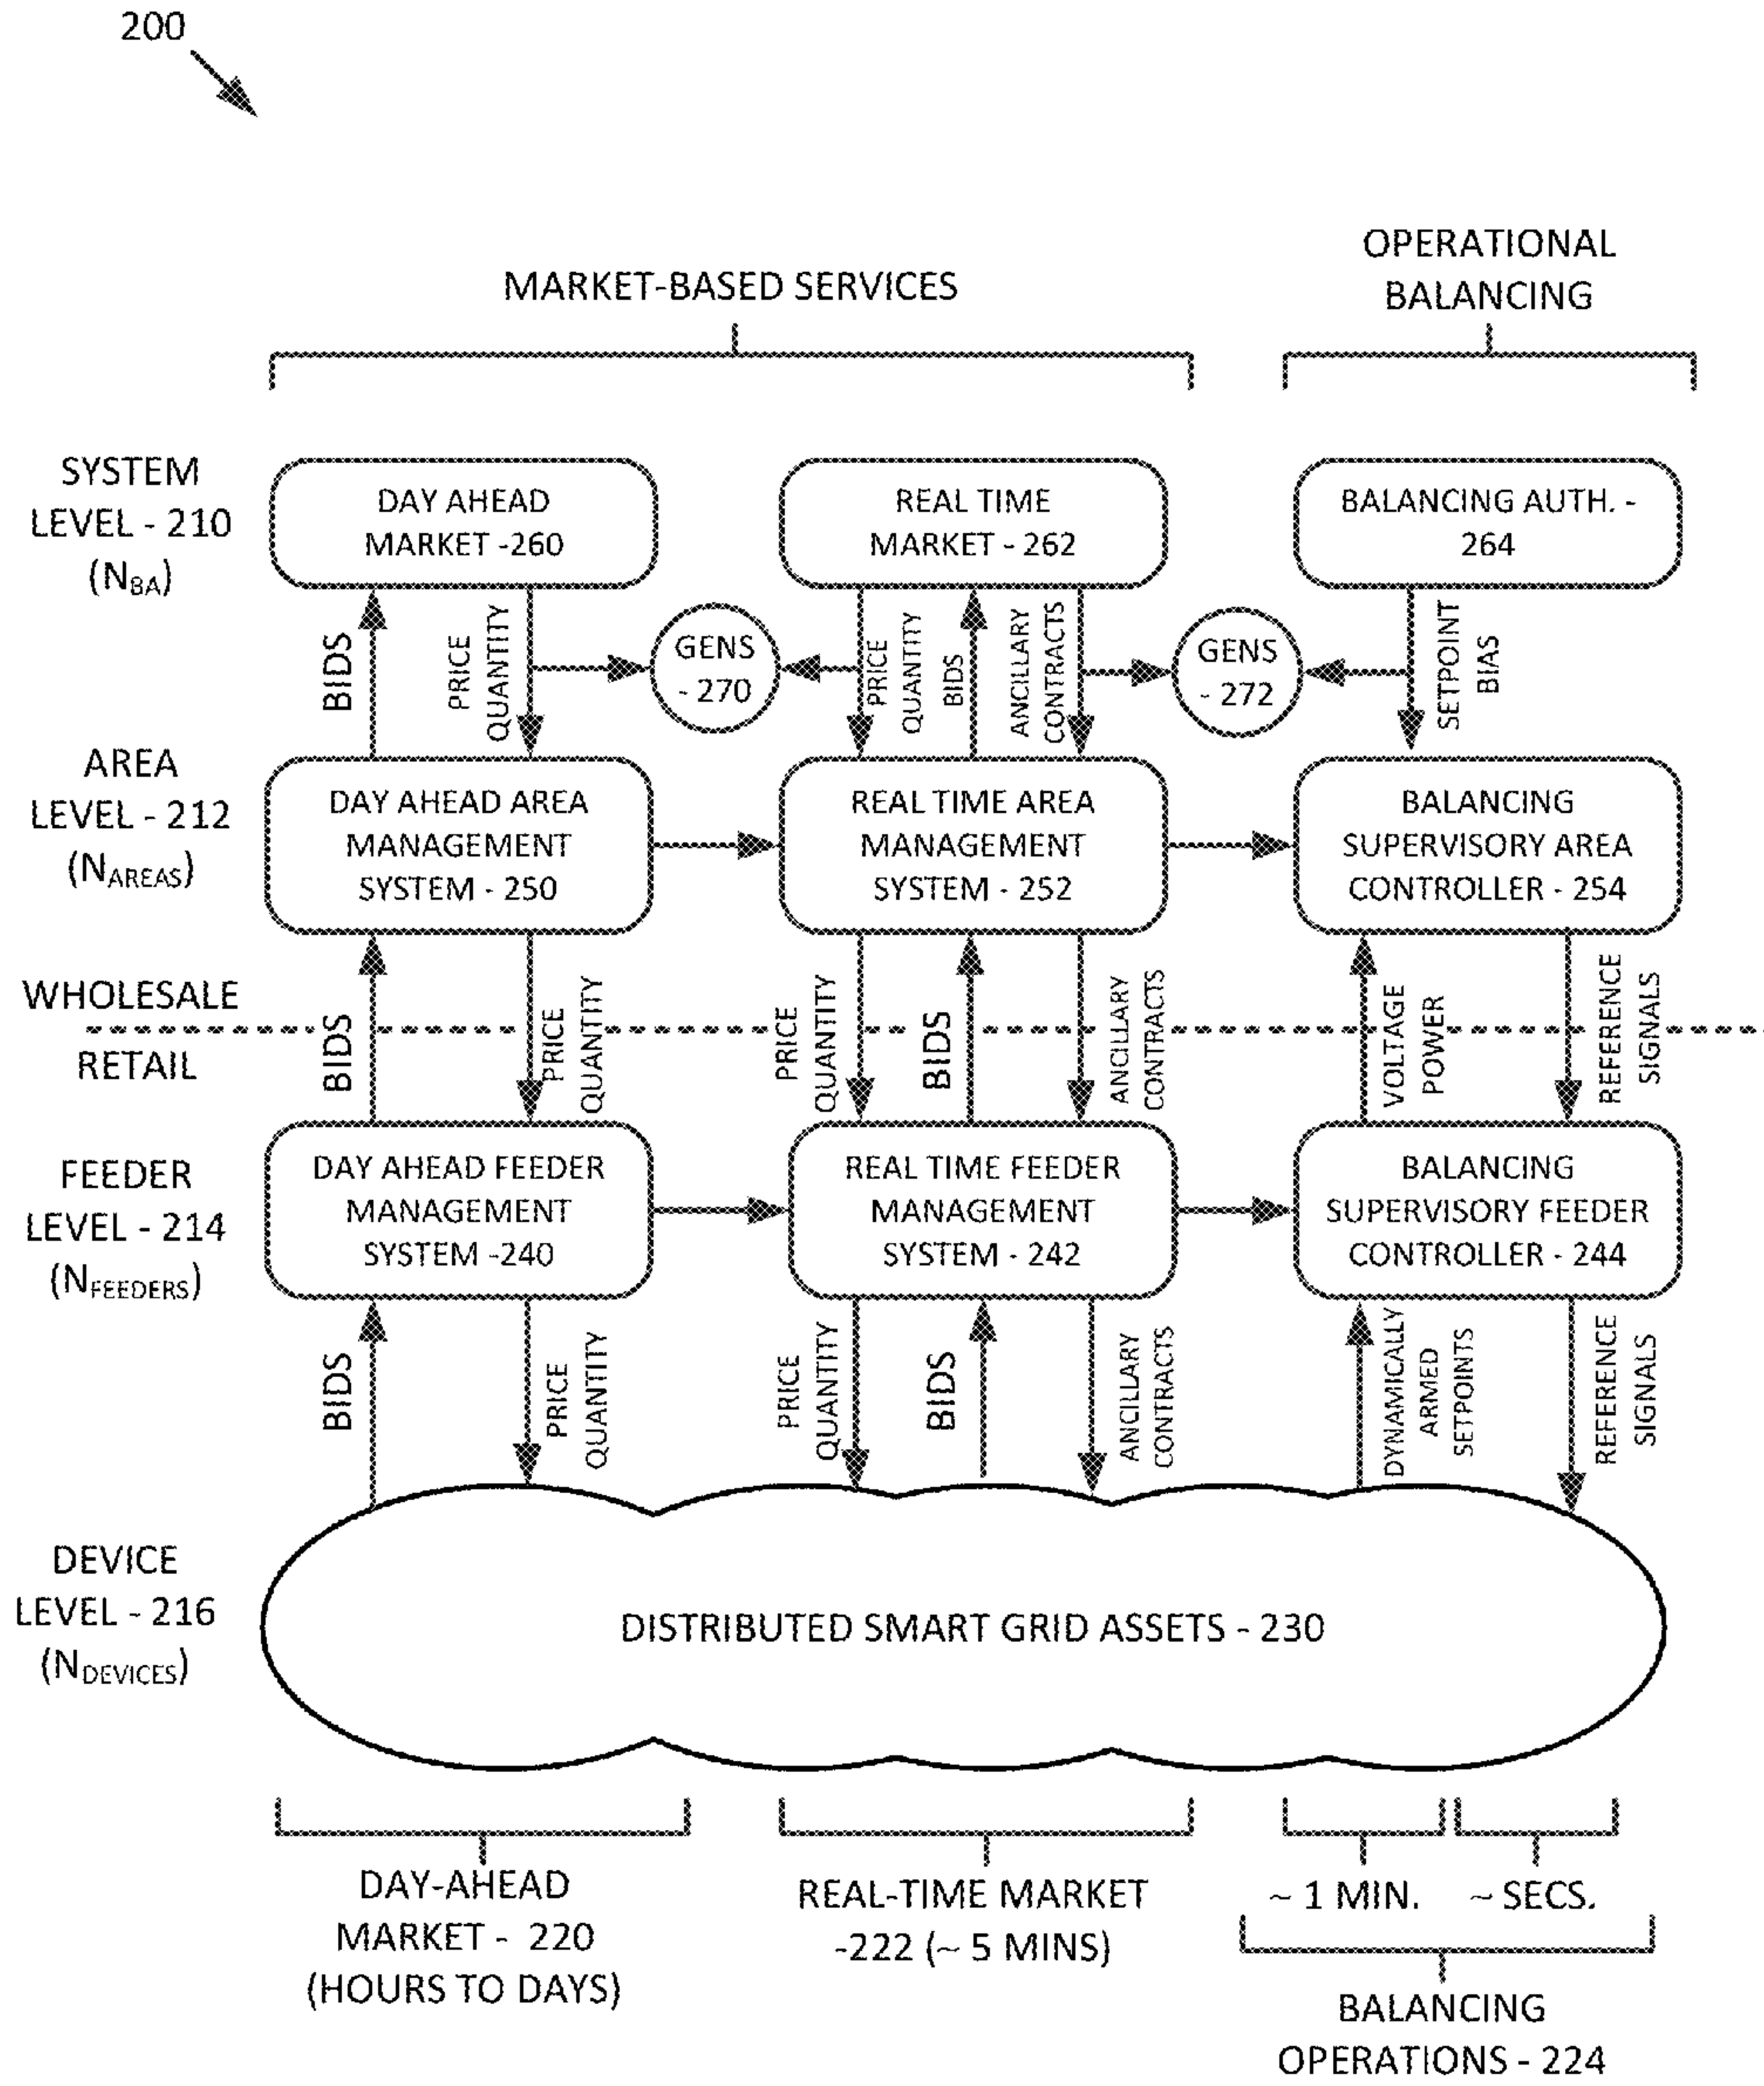 200
MARKET-BASED SERVICES
OPERATIONAL
BALANCING
SYSTEM
LEVEL - 210
(N_BA)
DAY AHEAD
MARKET -260
REAL TIME
MARKET - 262
BALANCING AUTH. -
264
BIDS
PRICE
QUANTITY
GENS
- 270
PRICE
QUANTITY
BIDS
ANCILLARY
CONTRACTS
GENS
- 272
SETPOINT
BIAS
AREA
LEVEL - 212
(N_AREAS)
DAY AHEAD AREA
MANAGEMENT
SYSTEM - 250
REAL TIME AREA
MANAGEMENT
SYSTEM - 252
BALANCING
SUPERVISORY AREA
CONTROLLER - 254
WHOLESALE
RETAIL
BIDS
PRICE
QUANTITY
PRICE
QUANTITY
BIDS
ANCILLARY
CONTRACTS
VOLTAGE
POWER
REFERENCE
SIGNALS
FEEDER
LEVEL - 214
(N_FEEDERS)
DAY AHEAD FEEDER
MANAGEMENT
SYSTEM -240
REAL TIME FEEDER
MANAGEMENT
SYSTEM - 242
BALANCING
SUPERVISORY FEEDER
CONTROLLER - 244
BIDS
PRICE
QUANTITY
PRICE
QUANTITY
BIDS
ANCILLARY
CONTRACTS
DYNAMICALLY
ARMED
SETPOINTS
REFERENCE
SIGNALS
DEVICE
LEVEL - 216
(N_DEVICES)
DISTRIBUTED SMART GRID ASSETS - 230
DAY-AHEAD
MARKET - 220
(HOURS TO DAYS)
REAL-TIME MARKET
-222 (~ 5 MINS)
~ 1 MIN.
~ SECS.
BALANCING
OPERATIONS - 224